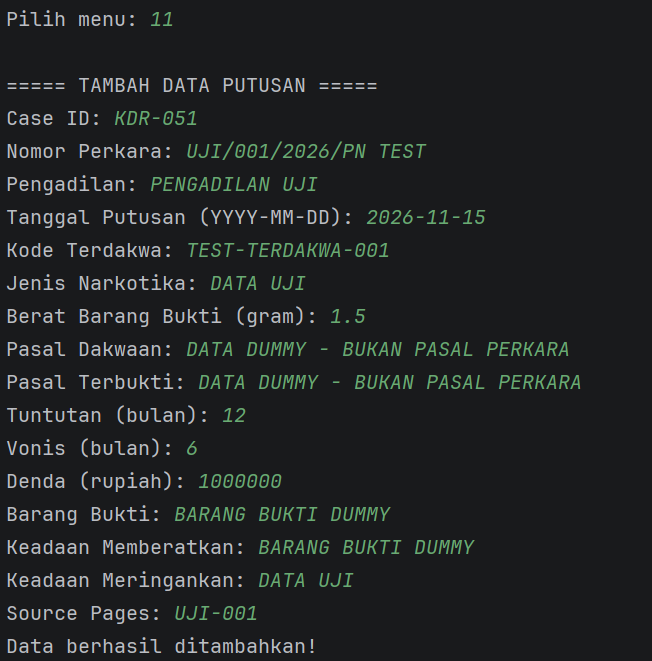 Pilih menu: 11
===== TAMBAH DATA PUTUSAN =====
Case ID: KDR-051
Nomor Perkara: UJI/001/2026/PN TEST
Pengadilan: PENGADILAN UJI
Tanggal Putusan (YYYY-MM-DD): 2026-11-15
Kode Terdakwa: TEST-TERDAKWA-001
Jenis Narkotika: DATA UJI
Berat Barang Bukti (gram): 1.5
Pasal Dakwaan: DATA DUMMY - BUKAN PASAL PERKARA
Pasal Terbukti: DATA DUMMY - BUKAN PASAL PERKARA
Tuntutan (bulan): 12
Vonis (bulan): 6
Denda (rupiah): 1000000
Barang Bukti: BARANG BUKTI DUMMY
Keadaan Memberatkan: BARANG BUKTI DUMMY
Keadaan Meringankan: DATA UJI
Source Pages: UJI-001
Data berhasil ditambahkan!